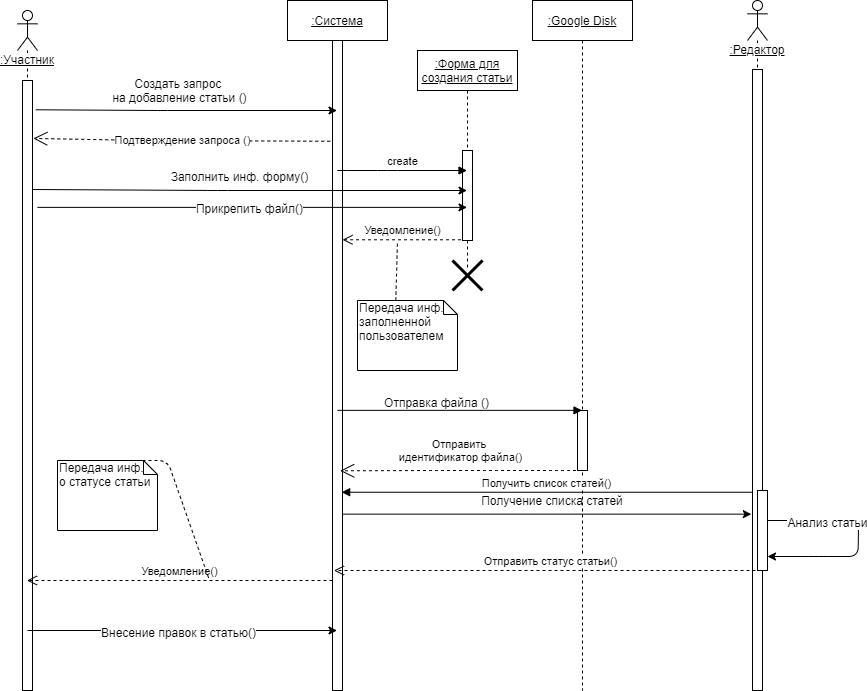 :Участник
:Система
:Google Disk
:Редактор
:Форма для
создания статьи
Создать запрос
на добавление статьи ()
Подтверждение запроса ()
create
Заполнить инф. форму()
Прикрепить файл()
Уведомление()
Передача инф.
заполненной
пользователем
Отправка файла ()
Отправить
идентификатор файла()
Передача инф.
о статусе статьи
Получить список статей()
Получение списка статей
Анализ статьи
Отправить статус статьи()
Уведомление()
Внесение правок в статью()